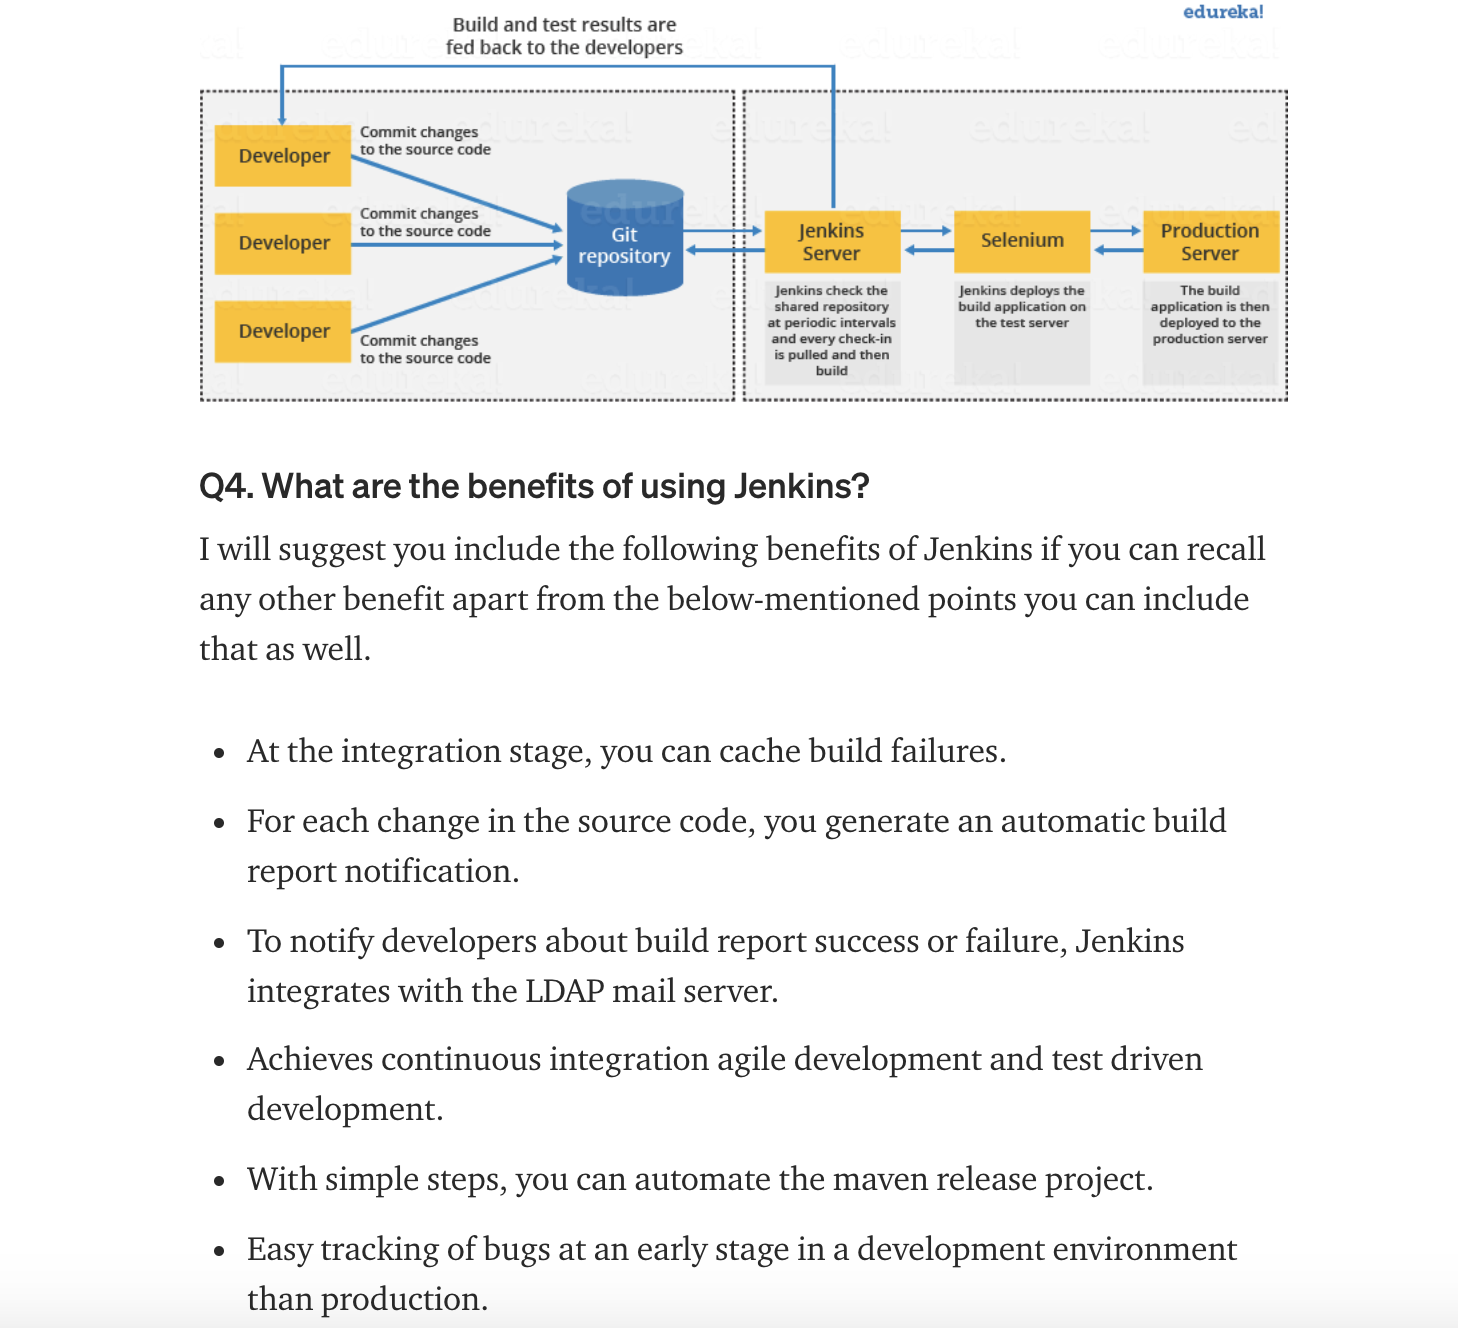 edureka!
Build and test results are
fed back to the developers
Developer
Commit changes
to the source code
Developer
Commit changes
to the source code
Developer
Commit changes
to the source code
Git
repository
Jenkins
Server
Jenkins check the
shared repository
at periodic intervals
and every check-in
is pulled and then
build
Selenium
Jenkins deploys the
build application on
the test server
Production
Server
The build
application is then
deployed to the
production server
Q4. What are the benefits of using Jenkins?
I will suggest you include the following benefits of Jenkins if you can recall
any other benefit apart from the below-mentioned points you can include
that as well.
• At the integration stage, you can cache build failures.
• For each change in the source code, you generate an automatic build
report notification.
• To notify developers about build report success or failure, Jenkins
integrates with the LDAP mail server.
• Achieves continuous integration agile development and test driven
development.
• With simple steps, you can automate the maven release project.
• Easy tracking of bugs at an early stage in a development environment
than production.